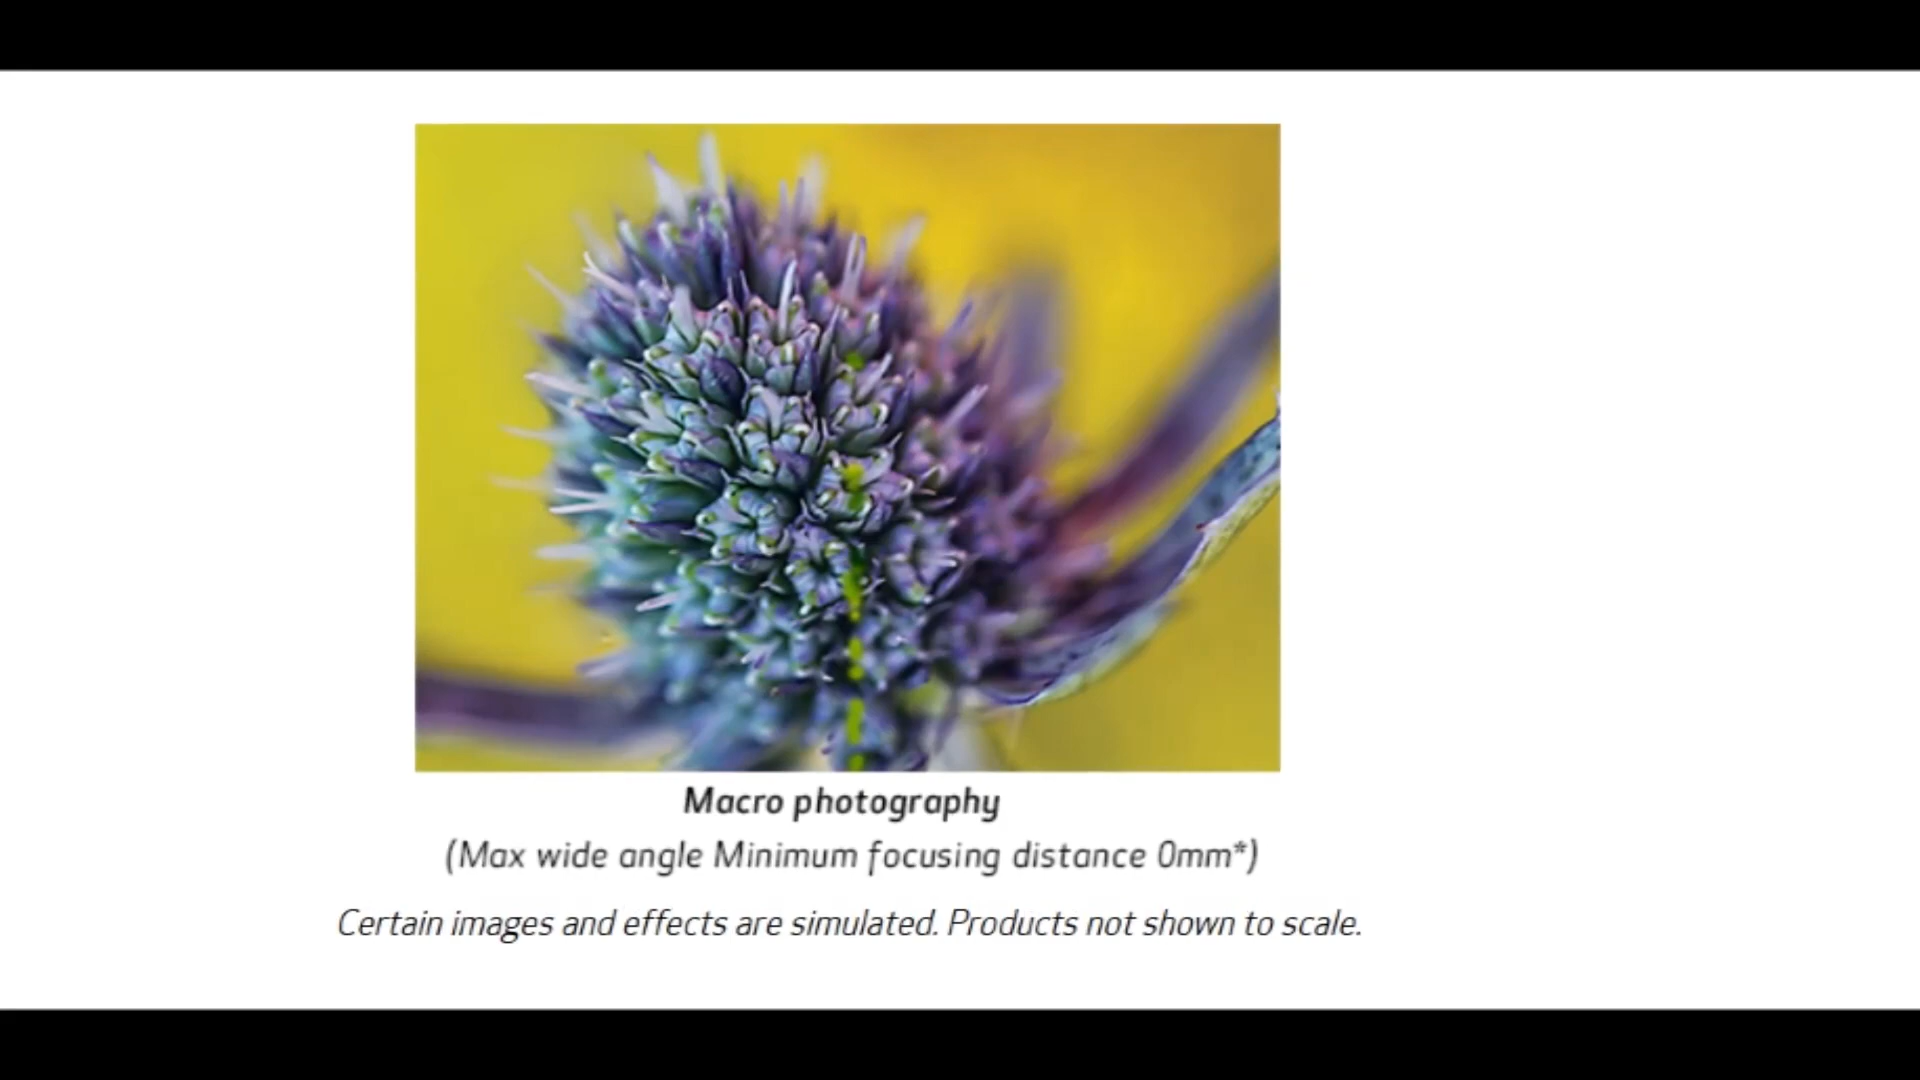 Macro photography
(Max wide angle Minimum focusing distance 0mm*)
Certain images and effects are simulated. Products not shown to scale.